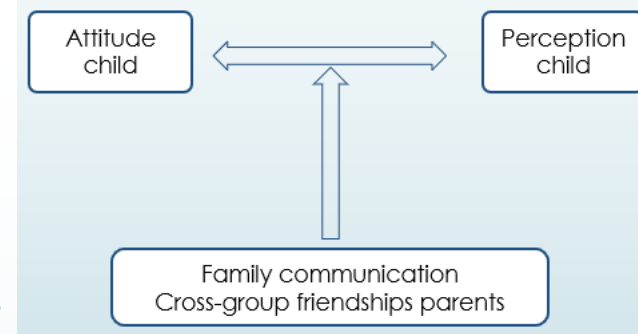 Attitude
child
Perception
child
Family communication
Cross-group friendships parents